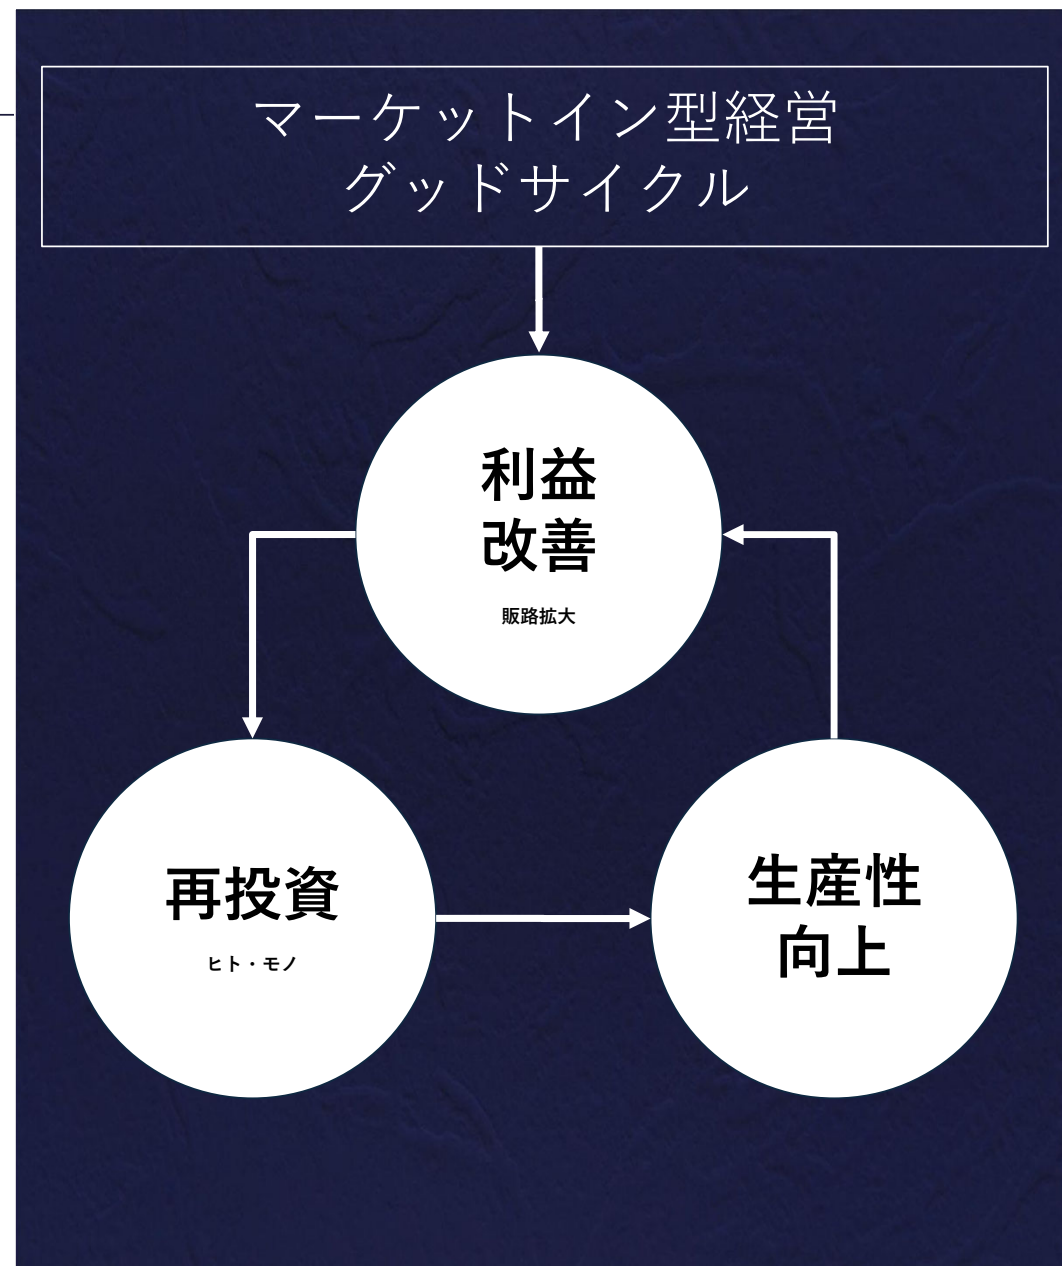 マーケットイン型経営
グッドサイクル
利益
改善
販路拡大
再投資
ヒト・モノ
生産性
向上